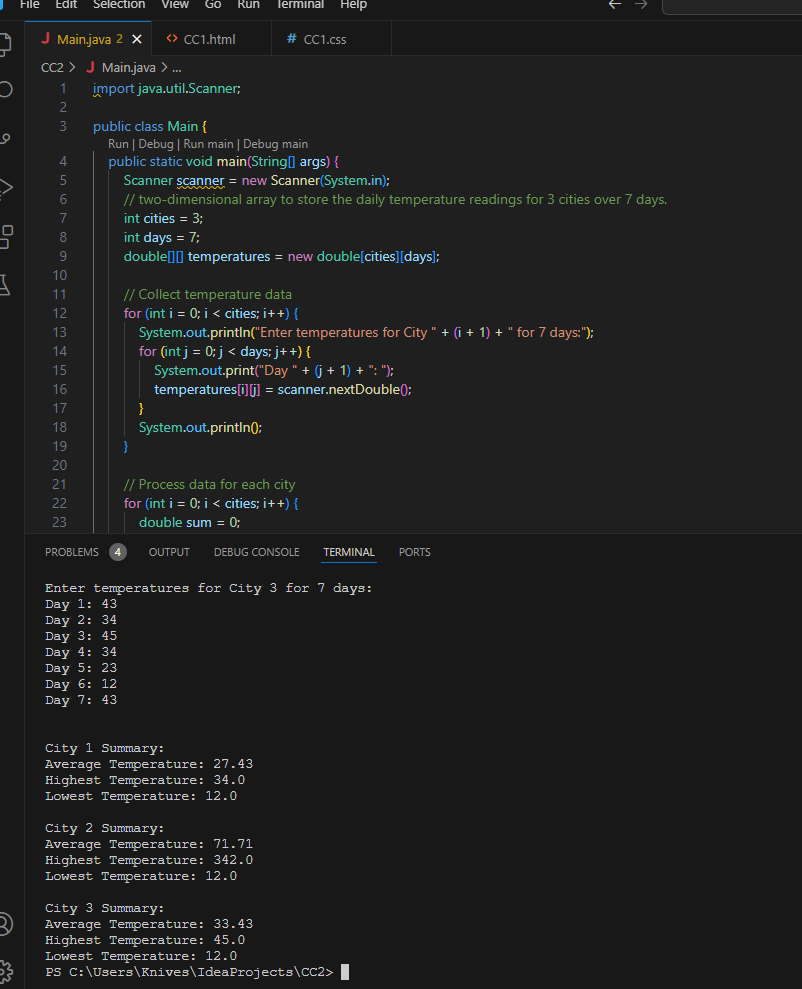 File Edit Selection View Go Run Terminal Help
Main.java 2 CC1.html CC1.css
CC2 > Main.java > ...
1 import java.util.Scanner;
2
3 public class Main {
Run | Debug | Run main | Debug main
4 public static void main(String[] args) {
5 Scanner scanner = new Scanner(System.in);
6 // two-dimensional array to store the daily temperature readings for 3 cities over 7 days.
7 int cities = 3;
8 int days = 7;
9 double[][] temperatures = new double[cities][days];
10
11 // Collect temperature data
12 for (int i = 0; i < cities; i++) {
13 System.out.println("Enter temperatures for City " + (i + 1) + " for 7 days:");
14 for (int j = 0; j < days; j++) {
15 System.out.print("Day " + (j + 1) + ": ");
16 temperatures[i][j] = scanner.nextDouble();
17 }
18 System.out.println();
19 }
20
21 // Process data for each city
22 for (int i = 0; i < cities; i++) {
23 double sum = 0;
PROBLEMS 4 OUTPUT DEBUG CONSOLE TERMINAL PORTS
Enter temperatures for City 3 for 7 days:
Day 1: 43
Day 2: 34
Day 3: 45
Day 4: 34
Day 5: 23
Day 6: 12
Day 7: 43
City 1 Summary:
Average Temperature: 27.43
Highest Temperature: 34.0
Lowest Temperature: 12.0
City 2 Summary:
Average Temperature: 71.71
Highest Temperature: 342.0
Lowest Temperature: 12.0
City 3 Summary:
Average Temperature: 33.43
Highest Temperature: 45.0
Lowest Temperature: 12.0
PS C:\Users\Knives\IdeaProjects\CC2>